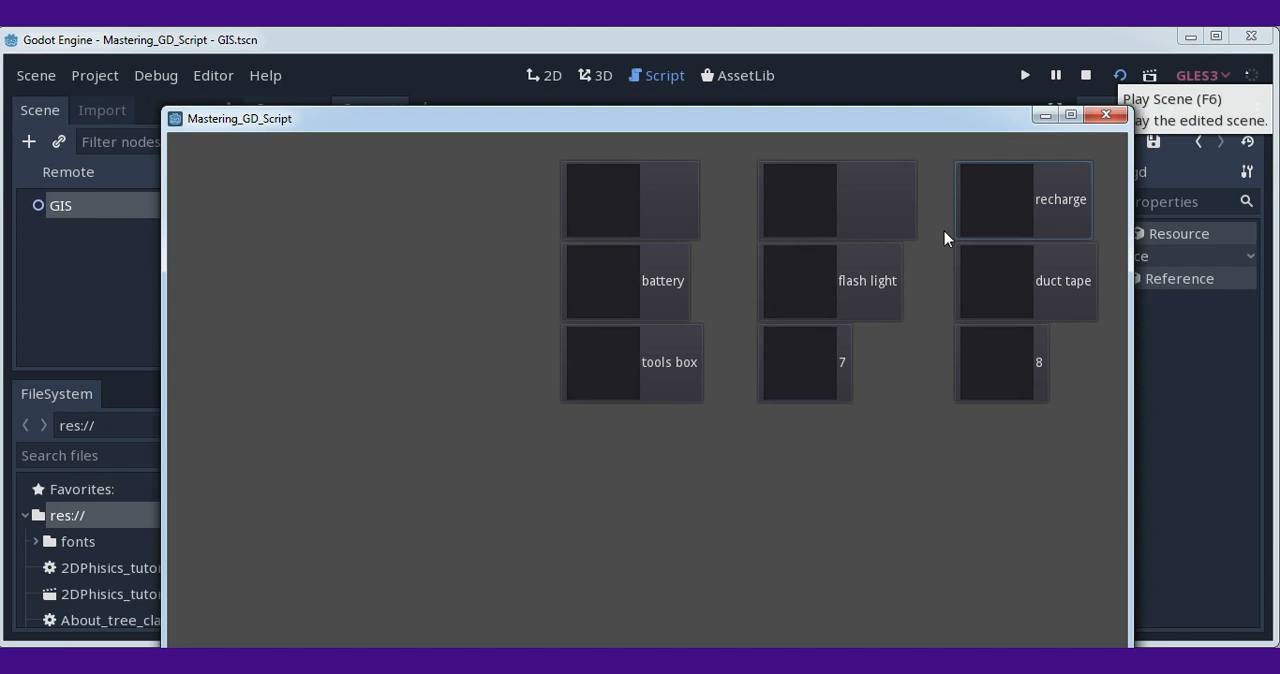 Godot Engine - Mastering_GD_Script - GIS.tscn
Scene Project Debug Editor Help 2D 3D Script AssetLib GLES3
Play Scene (F6)
ay the edited scene.
Scene Import
Mastering_GD_Script
Filter nodes
Remote
gd
GIS
roperties
recharge
Resource
ce
Reference
battery flash light duct tape
tools box 7 8
FileSystem
res://
Search files
Favorites:
res://
fonts
2DPhisics_tuto
2DPhisics_tuto
About_tree_cla